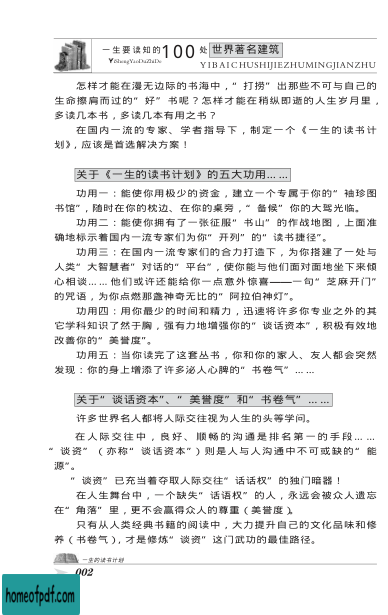 一生要读知的100处 世界著名建筑
YiShengYaoDuZhiDe
YIBAICHUSHIJIEZHUMINGJIANZHU
怎样才能在漫无边际的书海中，“打捞”出那些不可与自己的
生命擦肩而过的“好”书呢？怎样才能在稍纵即逝的人生岁月里，
多读几本书，多读几本有用之书？
在国内一流的专家、学者指导下，制定一个《一生的读书计
划》，应该是首选解决方案！
关于《一生的读书计划》的五大功用……
功用一：能使你用极少的资金，建立一个专属于你的“袖珍图
书馆”，随时在你的枕边、在你的桌旁，“备候”你的大驾光临。
功用二：能使你拥有了一张征服“书山”的作战地图，上面准
确地标示着国内一流专家们为你“开列”的“读书捷径”。
功用三：在国内一流专家们的合力打造下，为你搭建了一处与
人类“大智慧者”对话的“平台”，使你能与他们面对面地坐下来倾
心相谈……他们或许还能给你一点意外惊喜——一句“芝麻开门”
的咒语，为你点燃那盏神奇无比的“阿拉伯神灯”。
功用四：用你最少的时间和精力，迅速将许多你专业之外的其
它学科知识了然于胸，强有力地增强你的“谈话资本”，积极有效地
改善你的“美誉度”。
功用五：当你读完了这套丛书，你和你的家人、友人都会突然
发现：你的身上增添了许多泌人心脾的“书卷气”……
关于“谈话资本”、“美誉度”和“书卷气”……
许多世界名人都将人际交往视为人生的头等学问。
在人际交往中，良好、顺畅的沟通是排名第一的手段……
“谈资”（亦称“谈话资本”）则是人与人沟通中不可或缺的“能
源”。
“谈资”已充当着夺取人际交往“话语权”的独门暗器！
在人生舞台中，一个缺失“话语权”的人，永远会被众人遗忘
在“角落”里，更不会赢得众人的尊重（美誉度）。
只有从人类经典书籍的阅读中，大力提升自己的文化品味和修
养（书卷气），才是修炼“谈资”这门武功的最佳路径。
一生的读书计划
002
homeofpdf.com